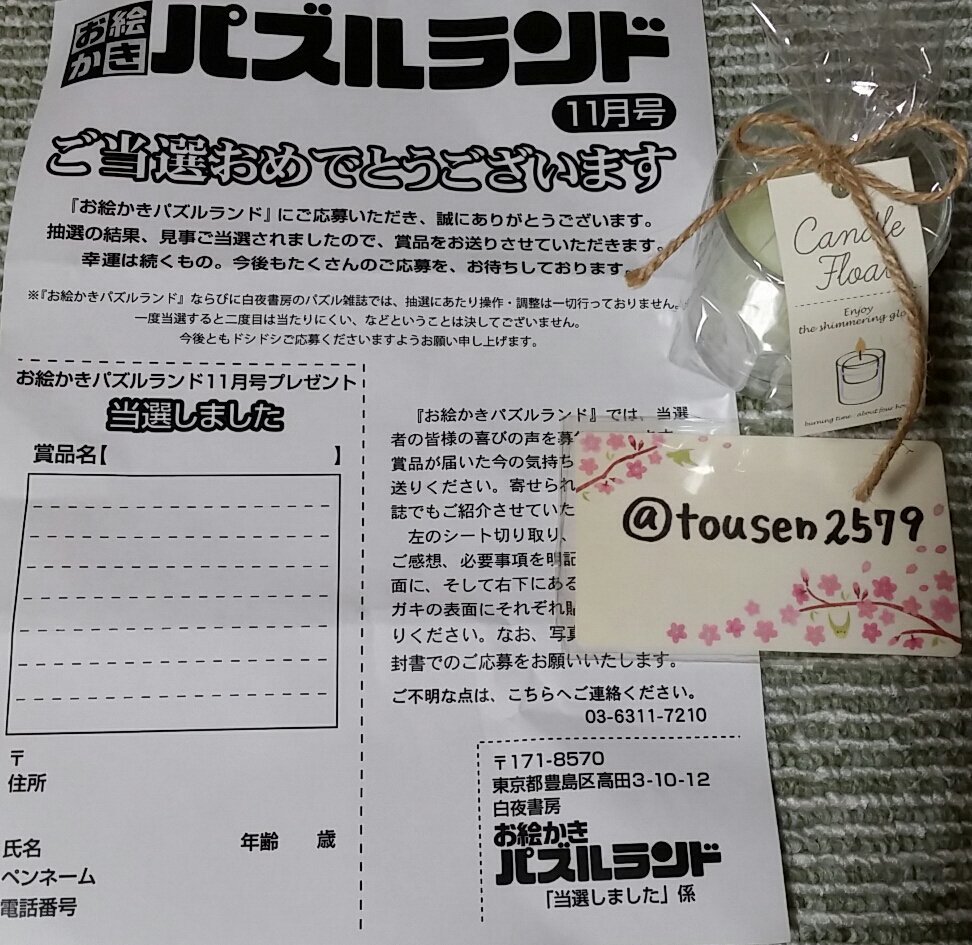 お絵かき パズルランド
11月号
ご当選おめでとうございます
『お絵かきパズルランド』にご応募いただき、誠にありがとうございます。
抽選の結果、見事ご当選されましたので、賞品をお送りさせていただきます。
幸運は続くもの。今後もたくさんのご応募を、お待ちしております。
※『お絵かきパズルランド』ならびに白夜書房のパズル雑誌では、抽選にあたり操作・調整は一切行っておりません。
一度当選すると二度目は当たりにくい、などということは決してございません。
今後ともドシドシご応募くださいますようお願い申し上げます。
お絵かきパズルランド11月号プレゼント
当選しました
賞品名【 】
〒
住所
氏名 年齢 歳
ペンネーム
電話番号
『お絵かきパズルランド』では、当選
者の皆様の喜びの声を募
賞品が届いた今の気持ち
送りください。寄せられ
誌でもご紹介させていた
左のシート切り取り、
ご感想、必要事項を明記
面に、そして右下にある
ガキの表面にそれぞれ貼
りください。なお、写真
封書でのご応募をお願いいたします。
ご不明な点は、こちらへご連絡ください。
03-6311-7210
〒171-8570
東京都豊島区高田3-10-12
白夜書房
お絵かき
パズルランド
「当選しました」係
Candle
Float
Enjoy
the shimmering glo
burning time about four ho
@tousen2579